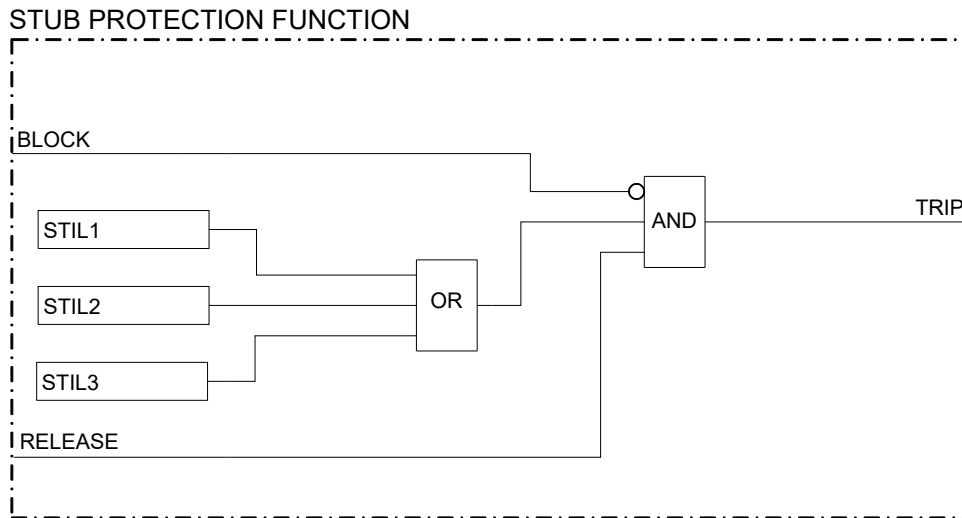 STUB PROTECTION FUNCTION
BLOCK
STIL1
AND
TRIP
STIL2
OR
STIL3
RELEASE